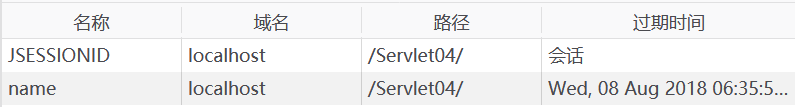 名称 域名 路径 过期时间
JSESSIONID localhost /Servlet04/ 会话
name localhost /Servlet04/ Wed, 08 Aug 2018 06:35:5...